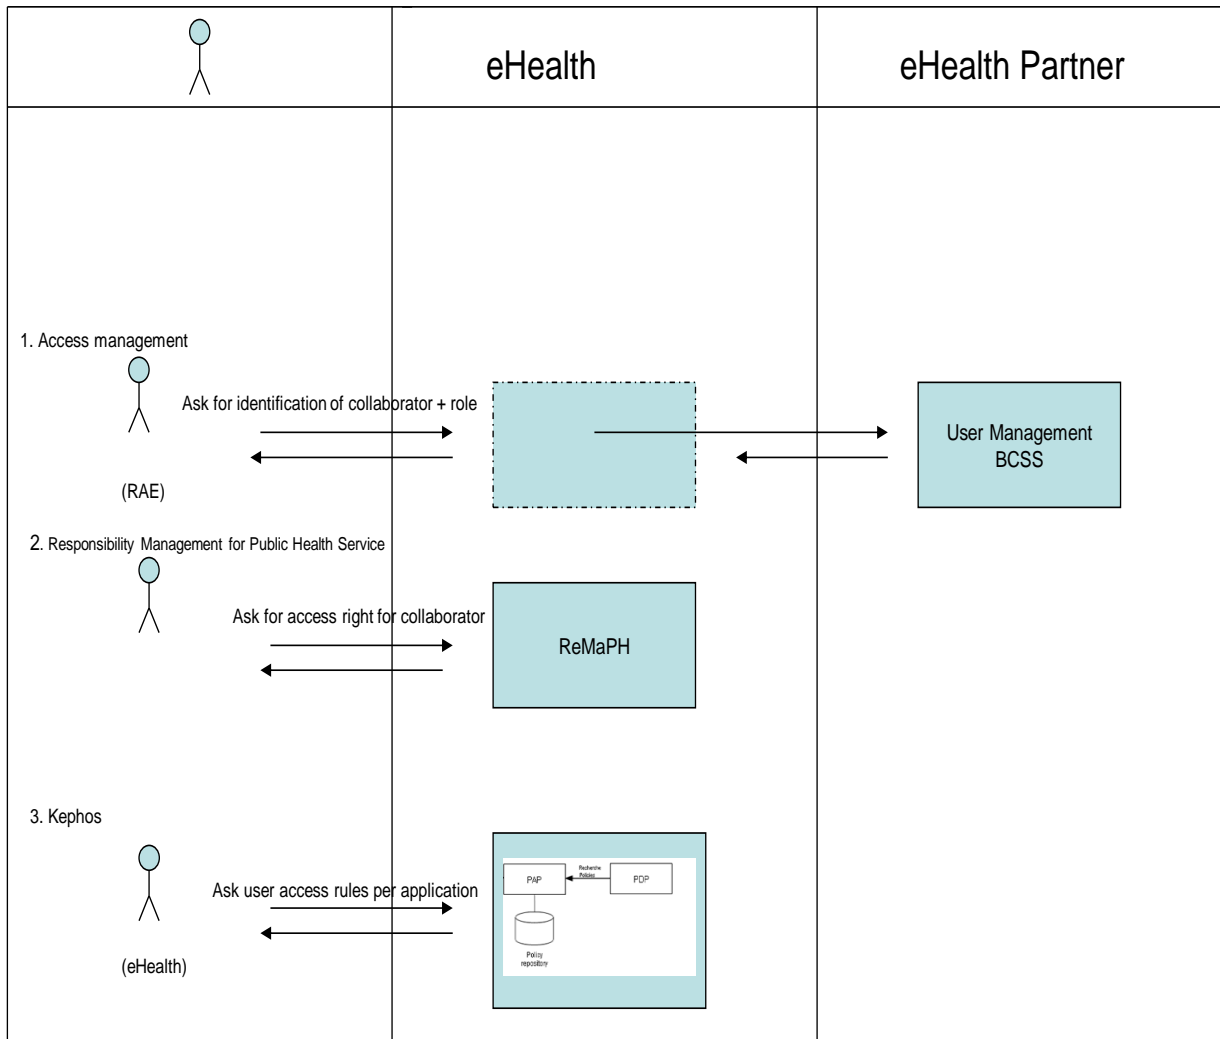 eHealth
eHealth Partner
1. Access management
Ask for identification of collaborator + role
User Management
BCSS
(RAE)
2. Responsibility Management for Public Health Service
Ask for access right for collaborator
ReMaPH
3. Kephos
Recherche
Policies
PAP
PDP
Ask user access rules per application
Policy
repository
(eHealth)